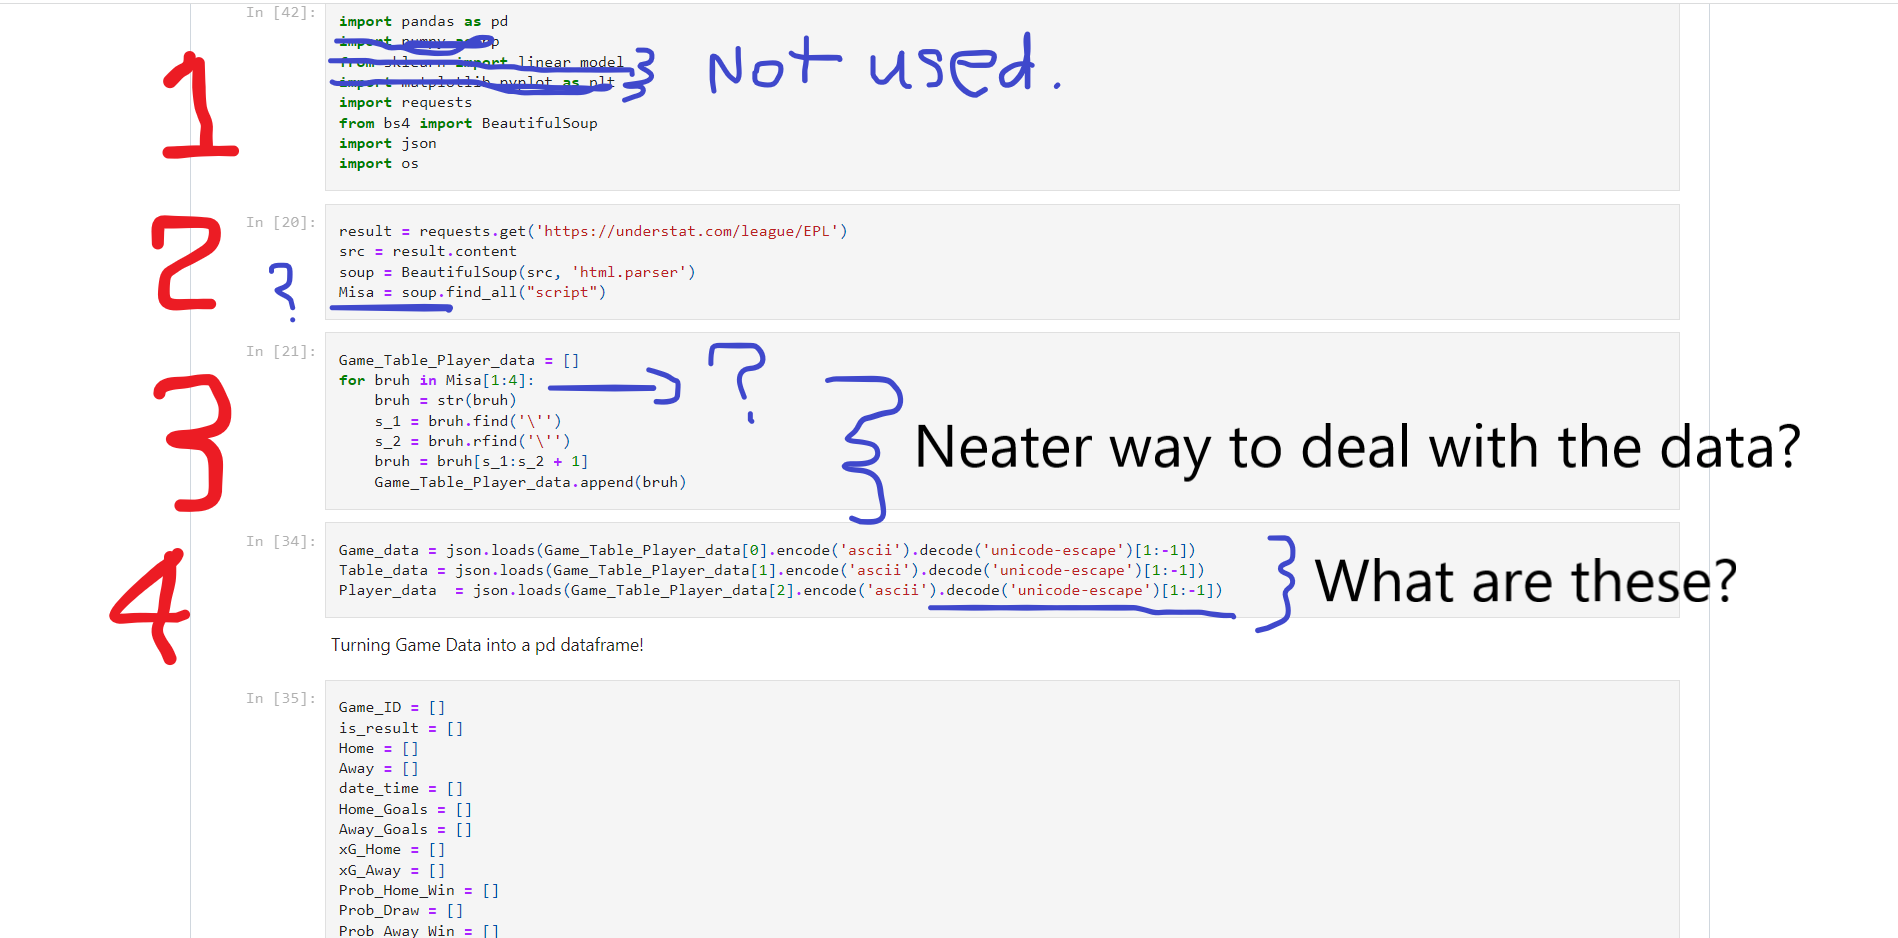 In [42]:
import pandas as pd
import numpy as np
from sklearn import linear_model
import matplotlib.pyplot as plt
import requests
from bs4 import BeautifulSoup
import json
import os
Not used.
1
In [20]:
result = requests.get('https://understat.com/league/EPL')
src = result.content
soup = BeautifulSoup(src, 'html.parser')
Misa = soup.find_all("script")
2
?
In [21]:
Game_Table_Player_data = []
for bruh in Misa[1:4]:
    bruh = str(bruh)
    s_1 = bruh.find('\'')
    s_2 = bruh.rfind('\'')
    bruh = bruh[s_1:s_2 + 1]
    Game_Table_Player_data.append(bruh)
3
?
Neater way to deal with the data?
In [34]:
Game_data = json.loads(Game_Table_Player_data[0].encode('ascii').decode('unicode-escape')[1:-1])
Table_data = json.loads(Game_Table_Player_data[1].encode('ascii').decode('unicode-escape')[1:-1])
Player_data  = json.loads(Game_Table_Player_data[2].encode('ascii').decode('unicode-escape')[1:-1])
4
What are these?
Turning Game Data into a pd dataframe!
In [35]:
Game_ID = []
is_result = []
Home = []
Away = []
date_time = []
Home_Goals = []
Away_Goals = []
xG_Home = []
xG_Away = []
Prob_Home_Win = []
Prob_Draw = []
Prob_Away_Win = []